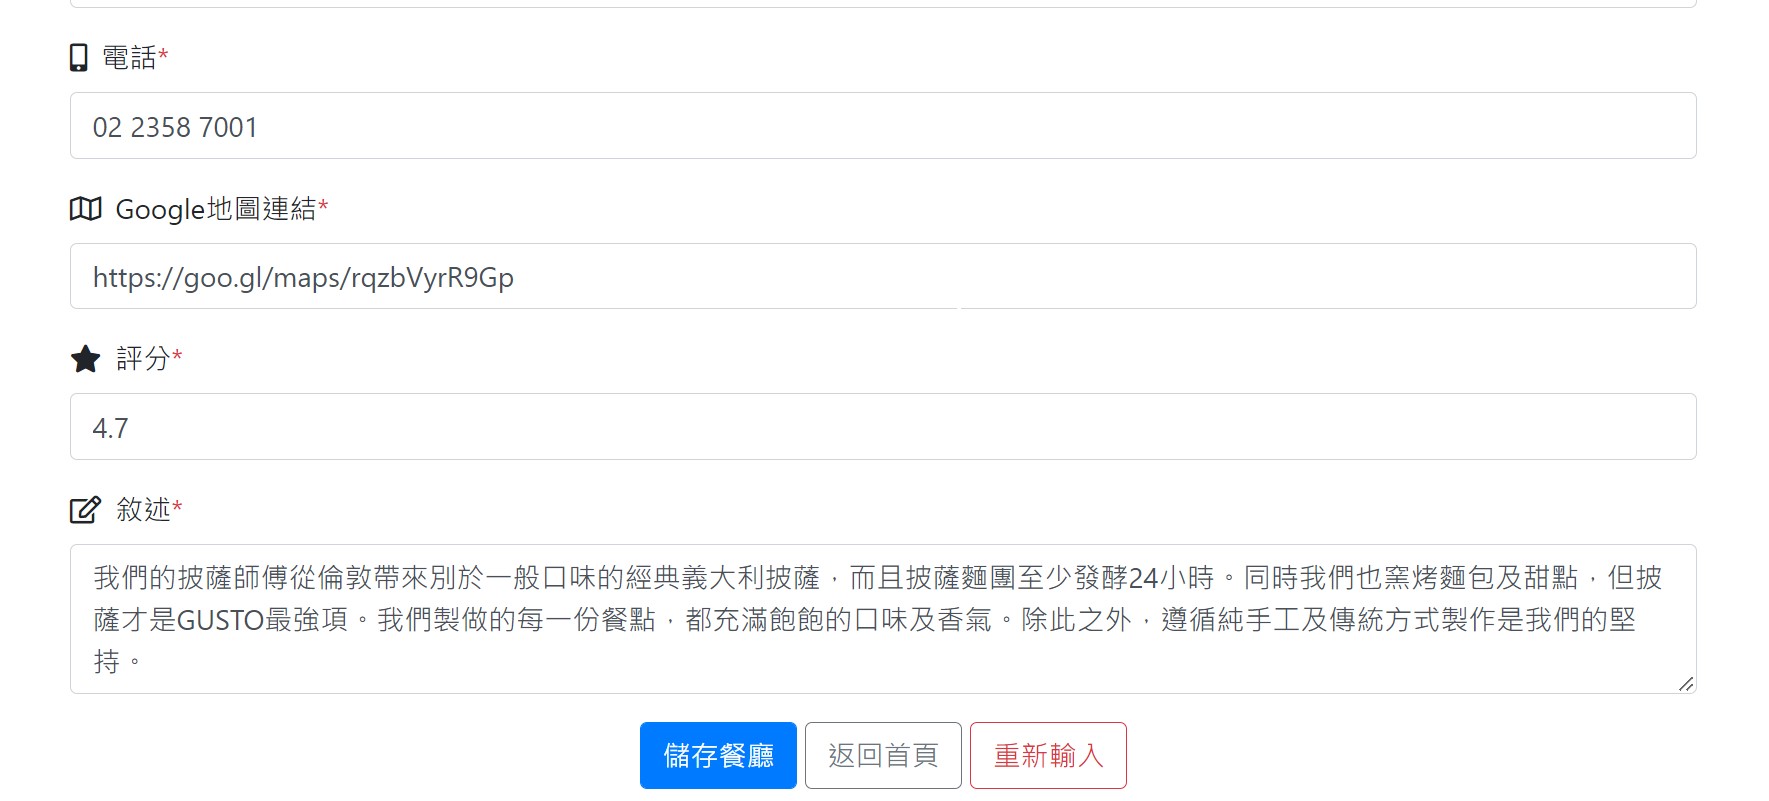 電話*
02 2358 7001
Google地圖連結*
https://goo.gl/maps/rqzbVyrR9Gp
評分*
4.7
敘述*
我們的披薩師傅從倫敦帶來別於一般口味的經典義大利披薩，而且披薩麵團至少發酵24小時。同時我們也窯烤麵包及甜點，但披
薩才是GUSTO最強項。我們製做的每一份餐點，都充滿飽飽的口味及香氣。除此之外，遵循純手工及傳統方式製作是我們的堅
持。
儲存餐廳
返回首頁
重新輸入